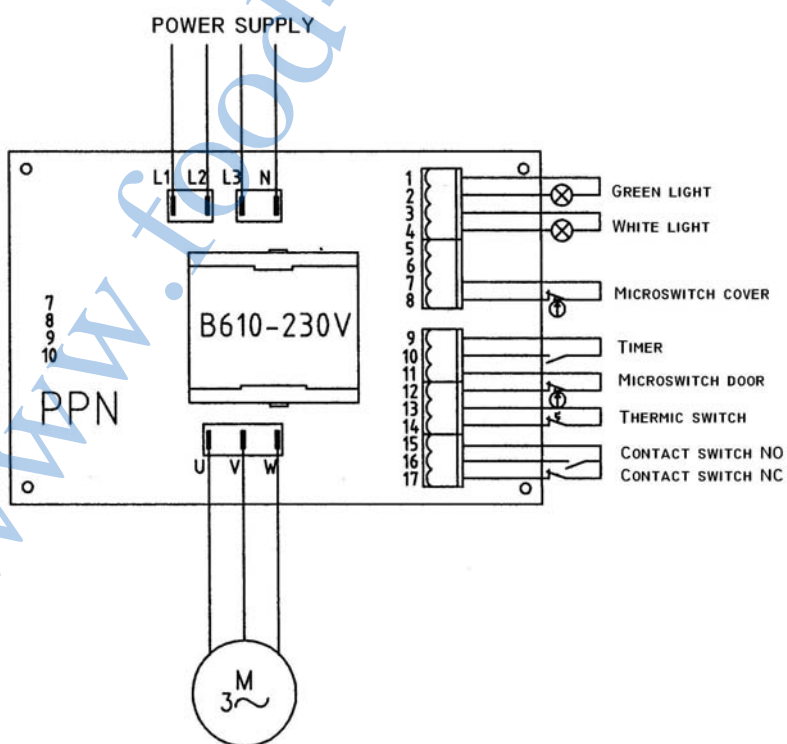 POWER SUPPLY
L1 L2 L3 N
1
2
3
4
5
6
7
8
GREEN LIGHT
WHITE LIGHT
MICROSWITCH COVER
7
8
9
10
B610-230V
PPN
9
10
11
12
13
14
15
16
17
TIMER
MICROSWITCH DOOR
THERMIC SWITCH
CONTACT SWITCH NO
CONTACT SWITCH NC
U V W
M
3~
www.food